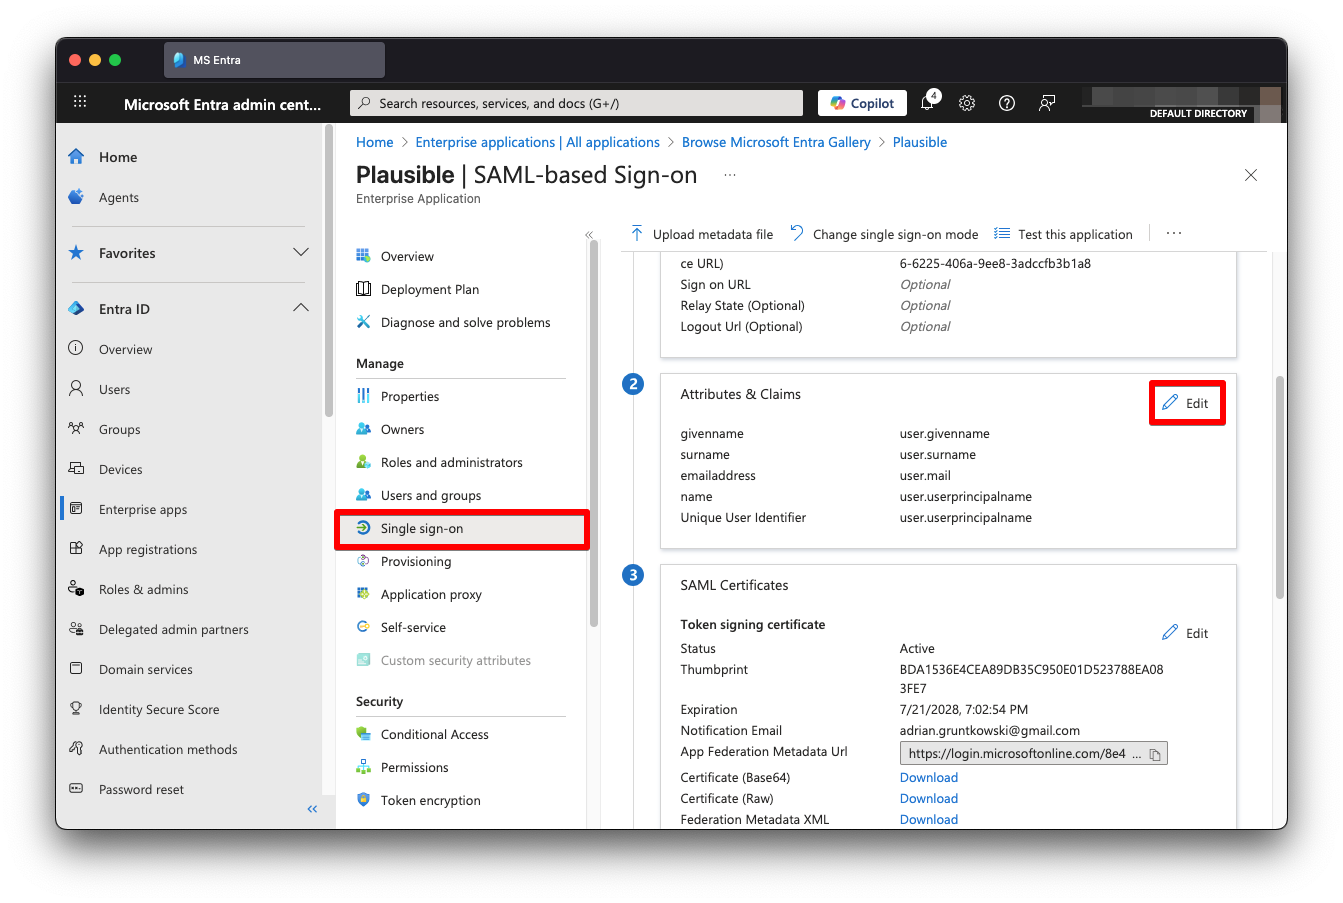 MS Entra
Microsoft Entra admin cent...
Search resources, services, and docs (G+/)
Copilot
4
DEFAULT DIRECTORY
Home
Agents
Favorites
Entra ID
Overview
Users
Groups
Devices
Enterprise apps
App registrations
Roles & admins
Delegated admin partners
Domain services
Identity Secure Score
Authentication methods
Password reset
Home > Enterprise applications | All applications > Browse Microsoft Entra Gallery > Plausible
Plausible | SAML-based Sign-on ...
Enterprise Application
Overview
Deployment Plan
Diagnose and solve problems
Manage
Properties
Owners
Roles and administrators
Users and groups
Single sign-on
Provisioning
Application proxy
Self-service
Custom security attributes
Security
Conditional Access
Permissions
Token encryption
Upload metadata file Change single sign-on mode Test this application ...
ce URL) 6-6225-406a-9ee8-3adccfb3b1a8
Sign on URL Optional
Relay State (Optional) Optional
Logout Url (Optional) Optional
2
Attributes & Claims
Edit
givenname user.givenname
surname user.surname
emailaddress user.mail
name user.userprincipalname
Unique User Identifier user.userprincipalname
3
SAML Certificates
Token signing certificate
Edit
Status Active
Thumbprint BDA1536E4CEA89DB35C950E01D523788EA08
3FE7
Expiration 7/21/2028, 7:02:54 PM
Notification Email adrian.gruntkowski@gmail.com
App Federation Metadata Url https://login.microsoftonline.com/8e4 ...
Certificate (Base64) Download
Certificate (Raw) Download
Federation Metadata XML Download